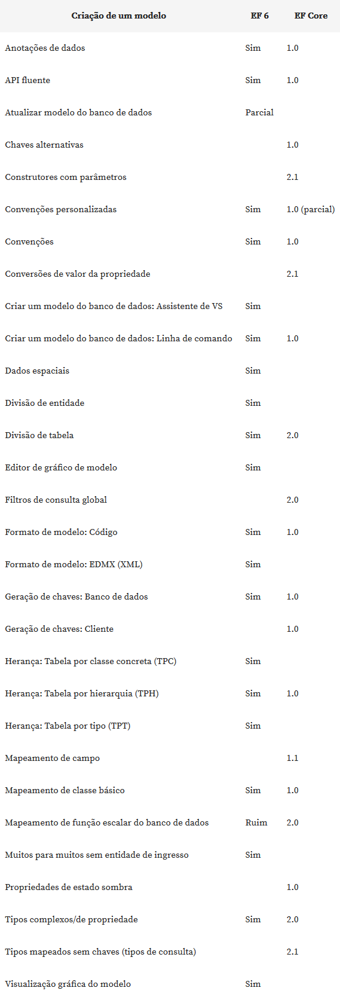 Criação de um modelo EF 6 EF Core
Anotações de dados Sim 1.0
API fluente Sim 1.0
Atualizar modelo do banco de dados Parcial
Chaves alternativas 1.0
Construtores com parâmetros 2.1
Convenções personalizadas Sim 1.0 (parcial)
Convenções Sim 1.0
Conversões de valor da propriedade 2.1
Criar um modelo do banco de dados: Assistente de VS Sim
Criar um modelo do banco de dados: Linha de comando Sim 1.0
Dados espaciais Sim
Divisão de entidade Sim
Divisão de tabela Sim 2.0
Editor de gráfico de modelo Sim
Filtros de consulta global 2.0
Formato de modelo: Código Sim 1.0
Formato de modelo: EDMX (XML) Sim
Geração de chaves: Banco de dados Sim 1.0
Geração de chaves: Cliente 1.0
Herança: Tabela por classe concreta (TPC) Sim
Herança: Tabela por hierarquia (TPH) Sim 1.0
Herança: Tabela por tipo (TPT) Sim
Mapeamento de campo 1.1
Mapeamento de classe básico Sim 1.0
Mapeamento de função escalar do banco de dados Ruim 2.0
Muitos para muitos sem entidade de ingresso Sim
Propriedades de estado sombra 1.0
Tipos complexos/de propriedade Sim 2.0
Tipos mapeados sem chaves (tipos de consulta) 2.1
Visualização gráfica do modelo Sim